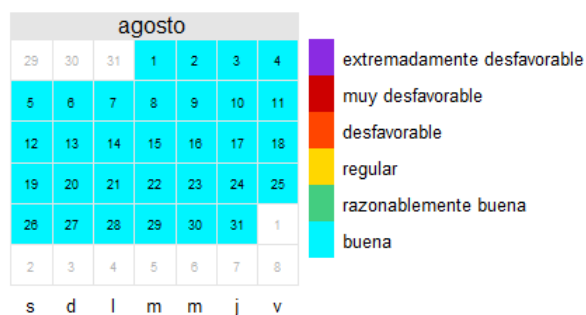 agosto
29 30 31 1 2 3 4
5 6 7 8 9 10 11
12 13 14 15 16 17 18
19 20 21 22 23 24 25
26 27 28 29 30 31 1
2 3 4 5 6 7 8
s d l m m j v
extremadamente desfavorable
muy desfavorable
desfavorable
regular
razonablemente buena
buena